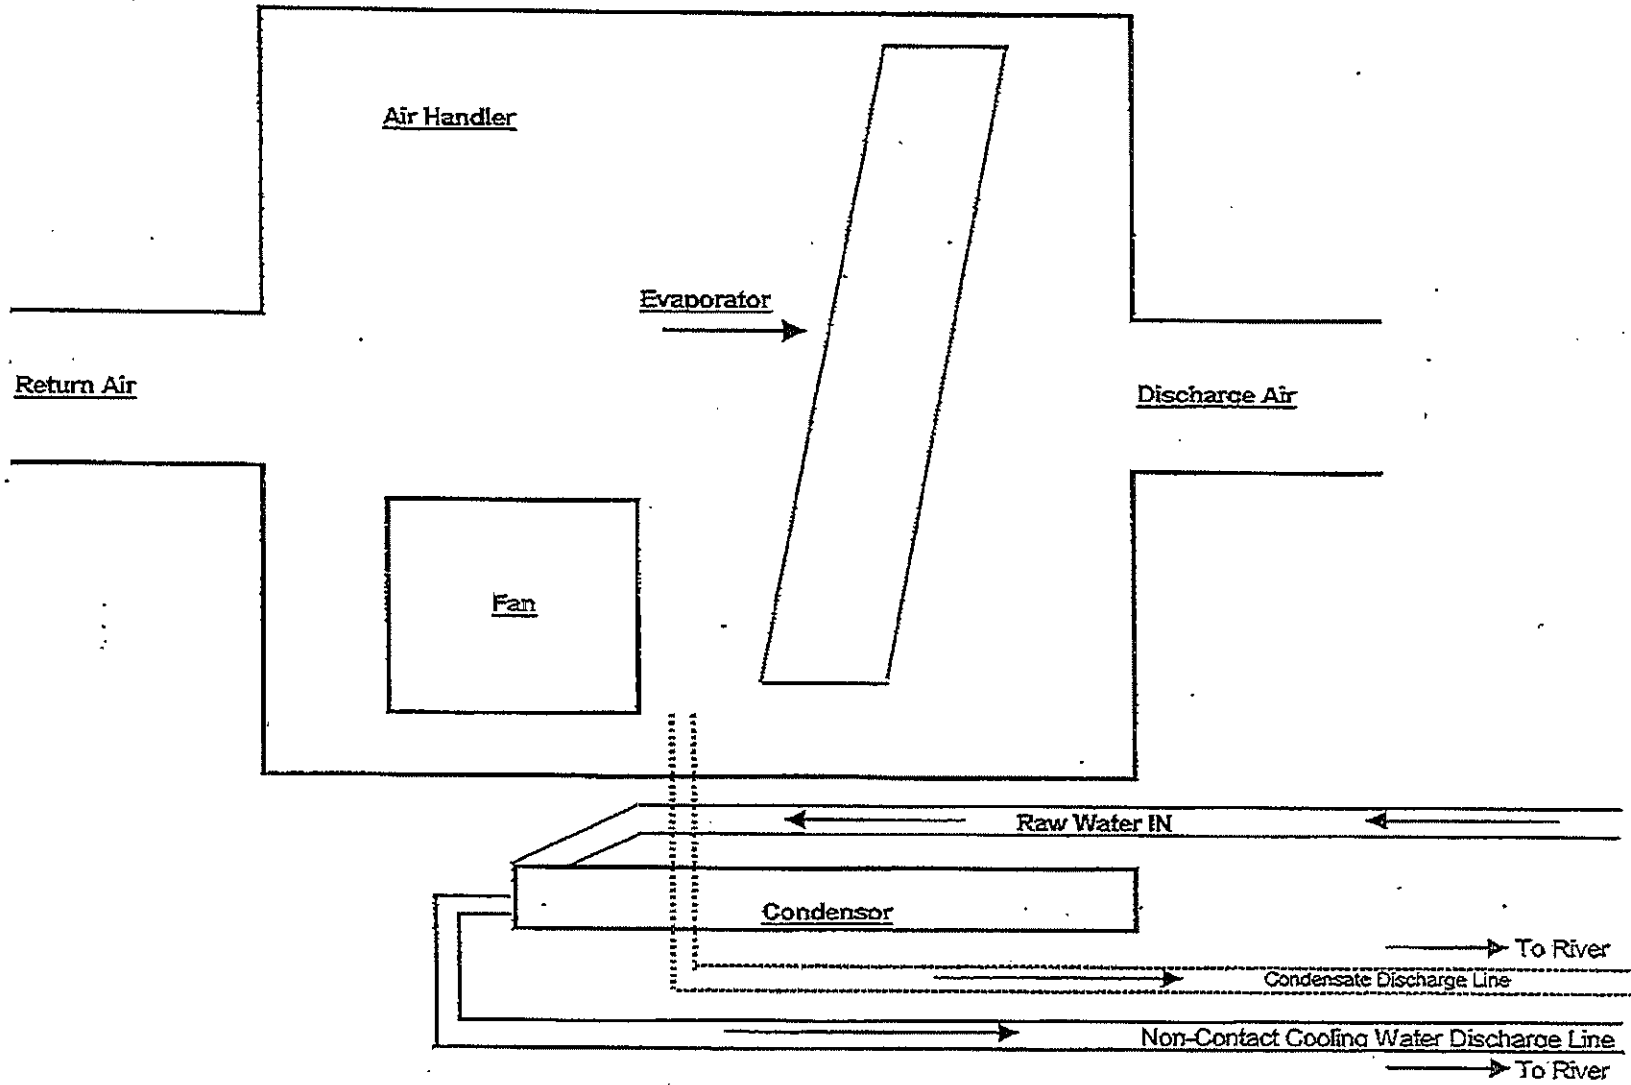 Air Handler
Evaporator
Return Air
Discharge Air
Fan
Raw Water IN
Condensor
To River
Condensate Discharge Line
Non-Contact Cooling Water Discharge Line
To River